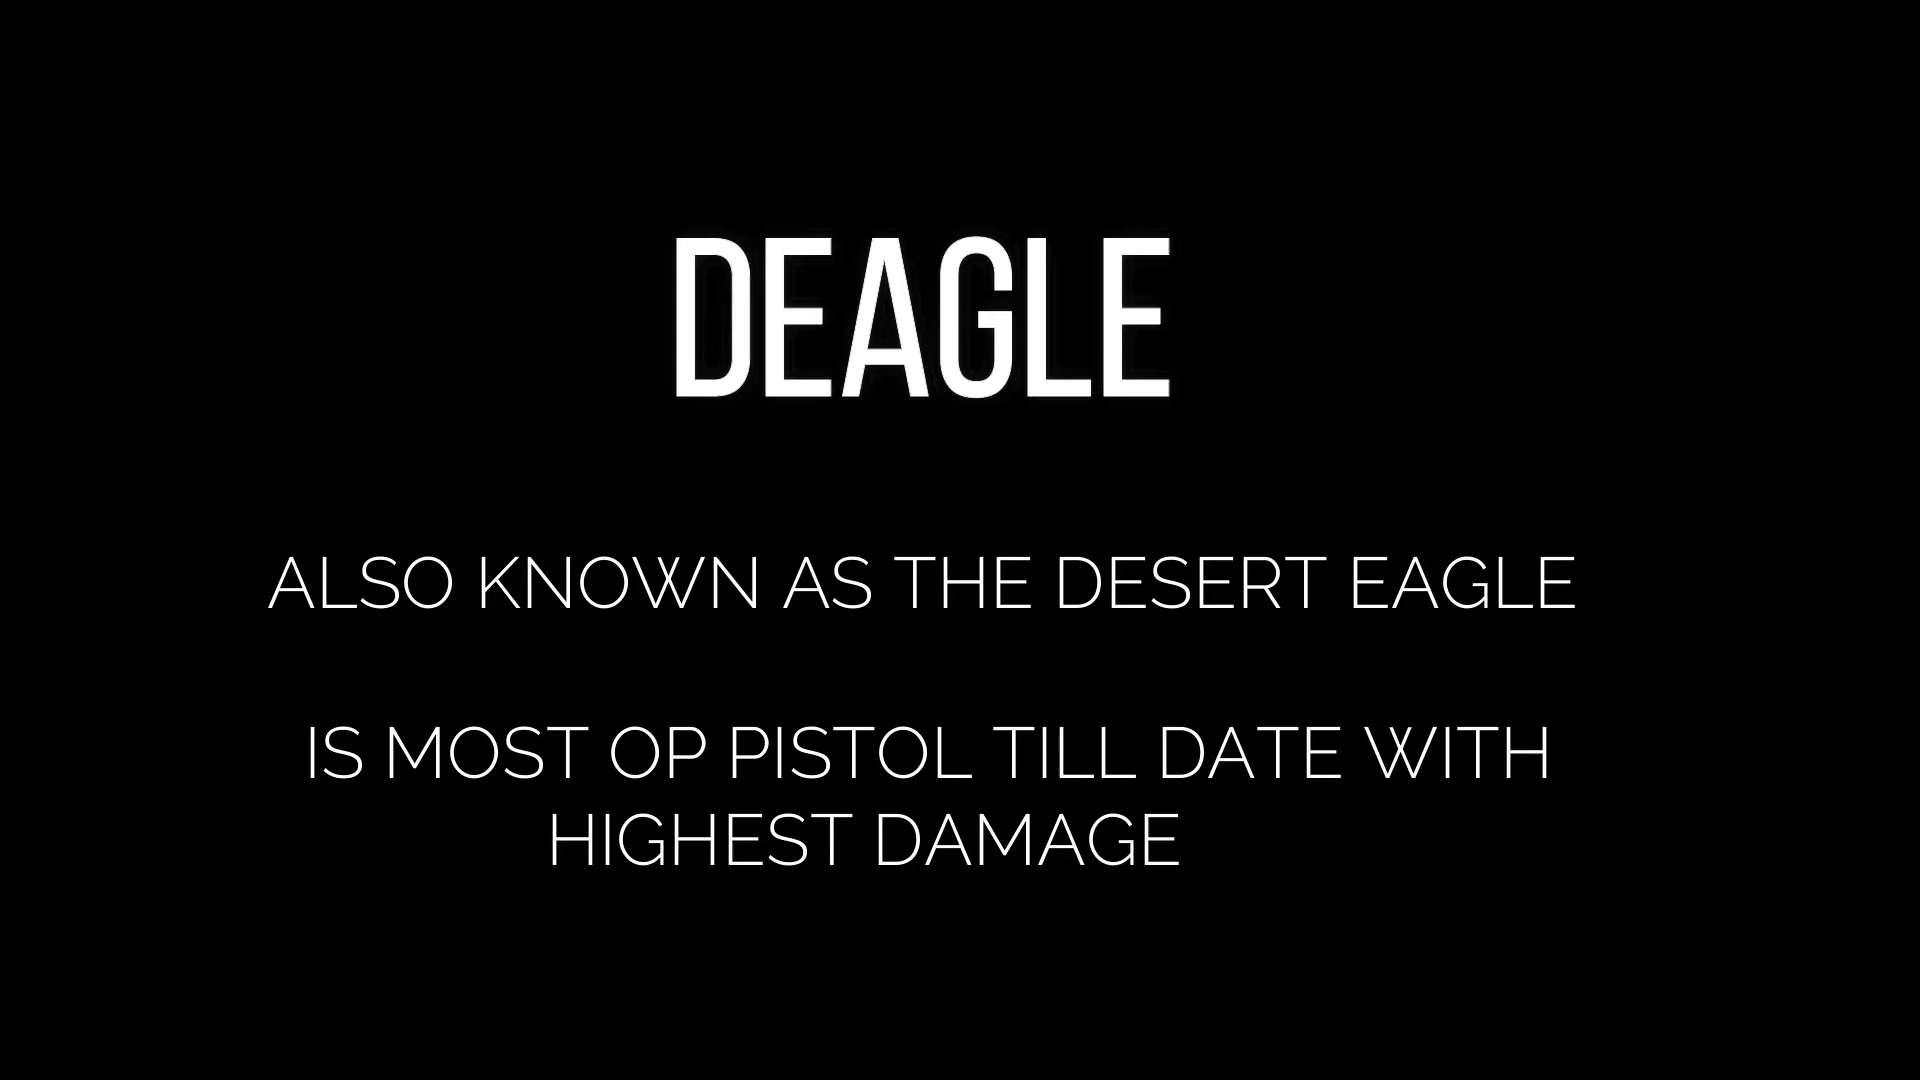 DEAGLE
ALSO KNOWN AS THE DESERT EAGLE
IS MOST OP PISTOL TILL DATE WITH
HIGHEST DAMAGE